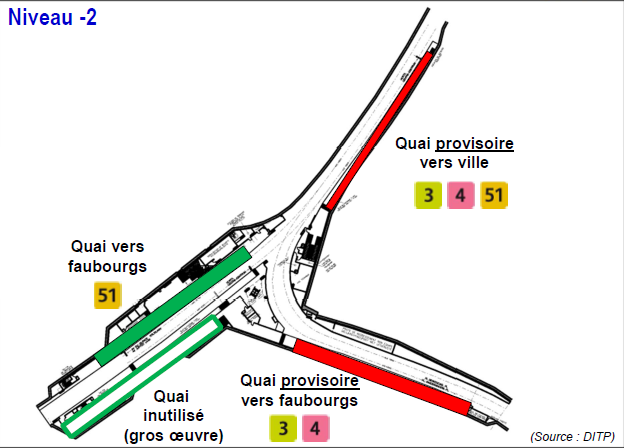 Niveau -2
Quai provisoire
vers ville
3 4 51
Quai vers
faubourgs
51
Quai
inutilisé
(gros œuvre)
Quai provisoire
vers faubourgs
3 4
(Source : DITP)